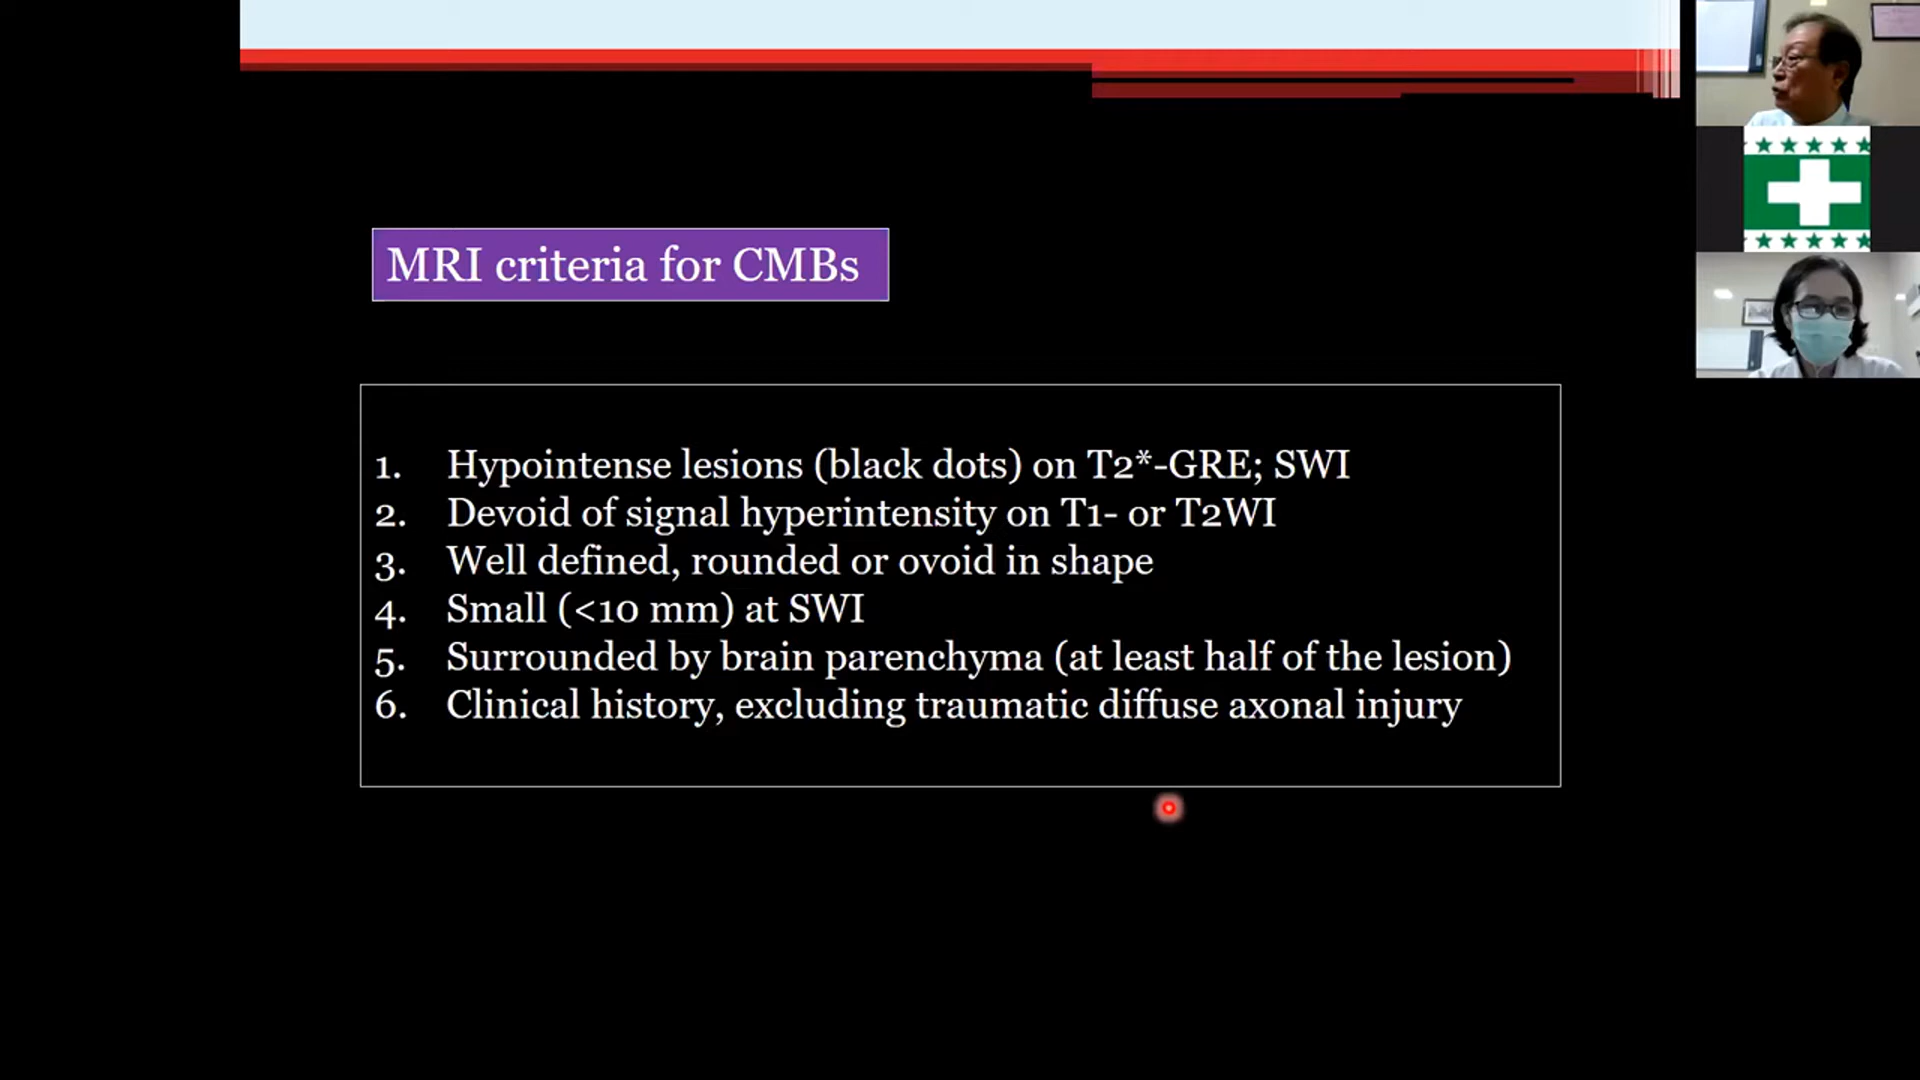 MRI criteria for CMBs
1. Hypointense lesions (black dots) on T2*-GRE; SWI
2. Devoid of signal hyperintensity on T1- or T2WI
3. Well defined, rounded or ovoid in shape
4. Small (<10 mm) at SWI
5. Surrounded by brain parenchyma (at least half of the lesion)
6. Clinical history, excluding traumatic diffuse axonal injury